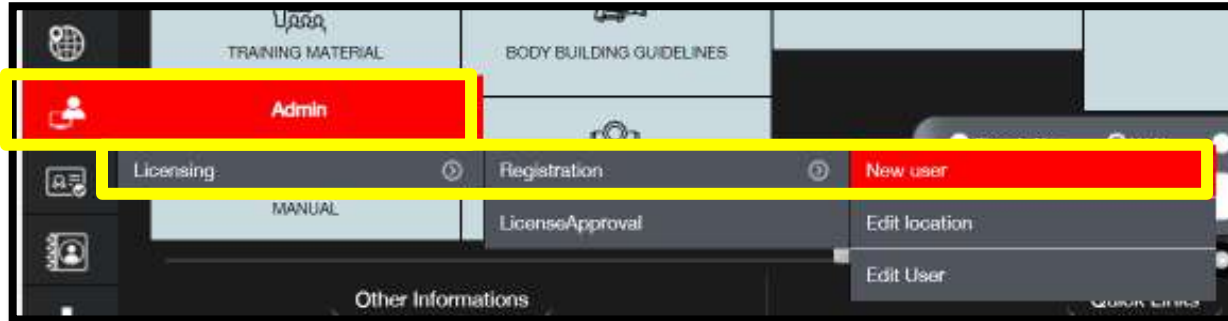 TRAINING MATERIAL
BODY BUILDING GUIDELINES
Admin
Licensing
Registration
New user
MANUAL
LicenseApproval
Edit location
Edit User
Other Informations
Quick Links